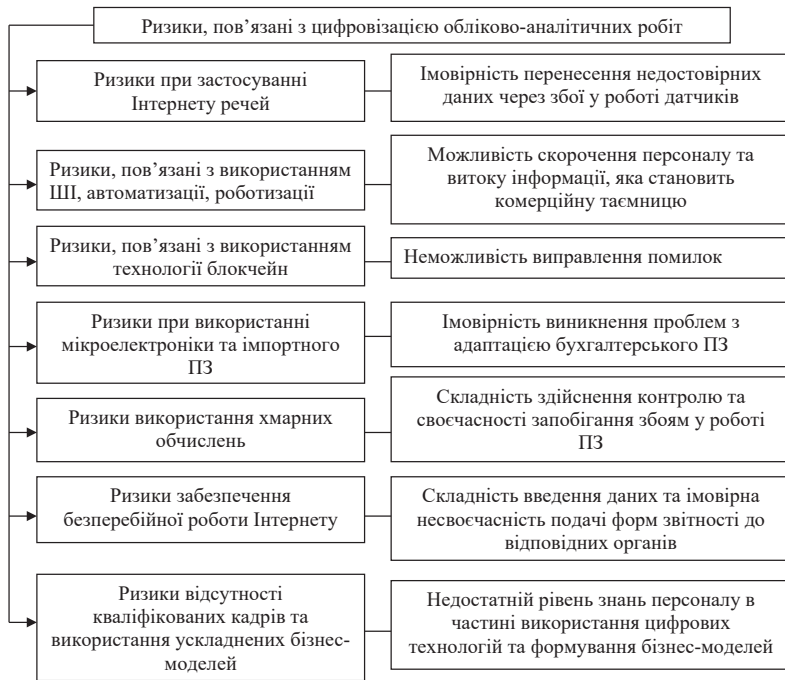 Ризики, пов’язані з цифровізацією обліково-аналітичних робіт
Ризики при застосуванні
Інтернету речей
Імовірність перенесення недостовірних
даних через збої у роботі датчиків
Ризики, пов’язані з використанням
ШІ, автоматизації, роботизації
Можливість скорочення персоналу та
витоку інформації, яка становить
комерційну таємницю
Ризики, пов’язані з використанням
технології блокчейн
Неможливість виправлення помилок
Ризики при використанні
мікроелектроніки та імпортного
ПЗ
Імовірність виникнення проблем з
адаптацією бухгалтерського ПЗ
Ризики використання хмарних
обчислень
Складність здійснення контролю та
своєчасності запобігання збоям у роботі
ПЗ
Ризики забезпечення
безперебійної роботи Інтернету
Складність введення даних та імовірна
несвоєчасність подачі форм звітності до
відповідних органів
Ризики відсутності
кваліфікованих кадрів та
використання ускладнених бізнес-
моделей
Недостатній рівень знань персоналу в
частині використання цифрових
технологій та формування бізнес-моделей